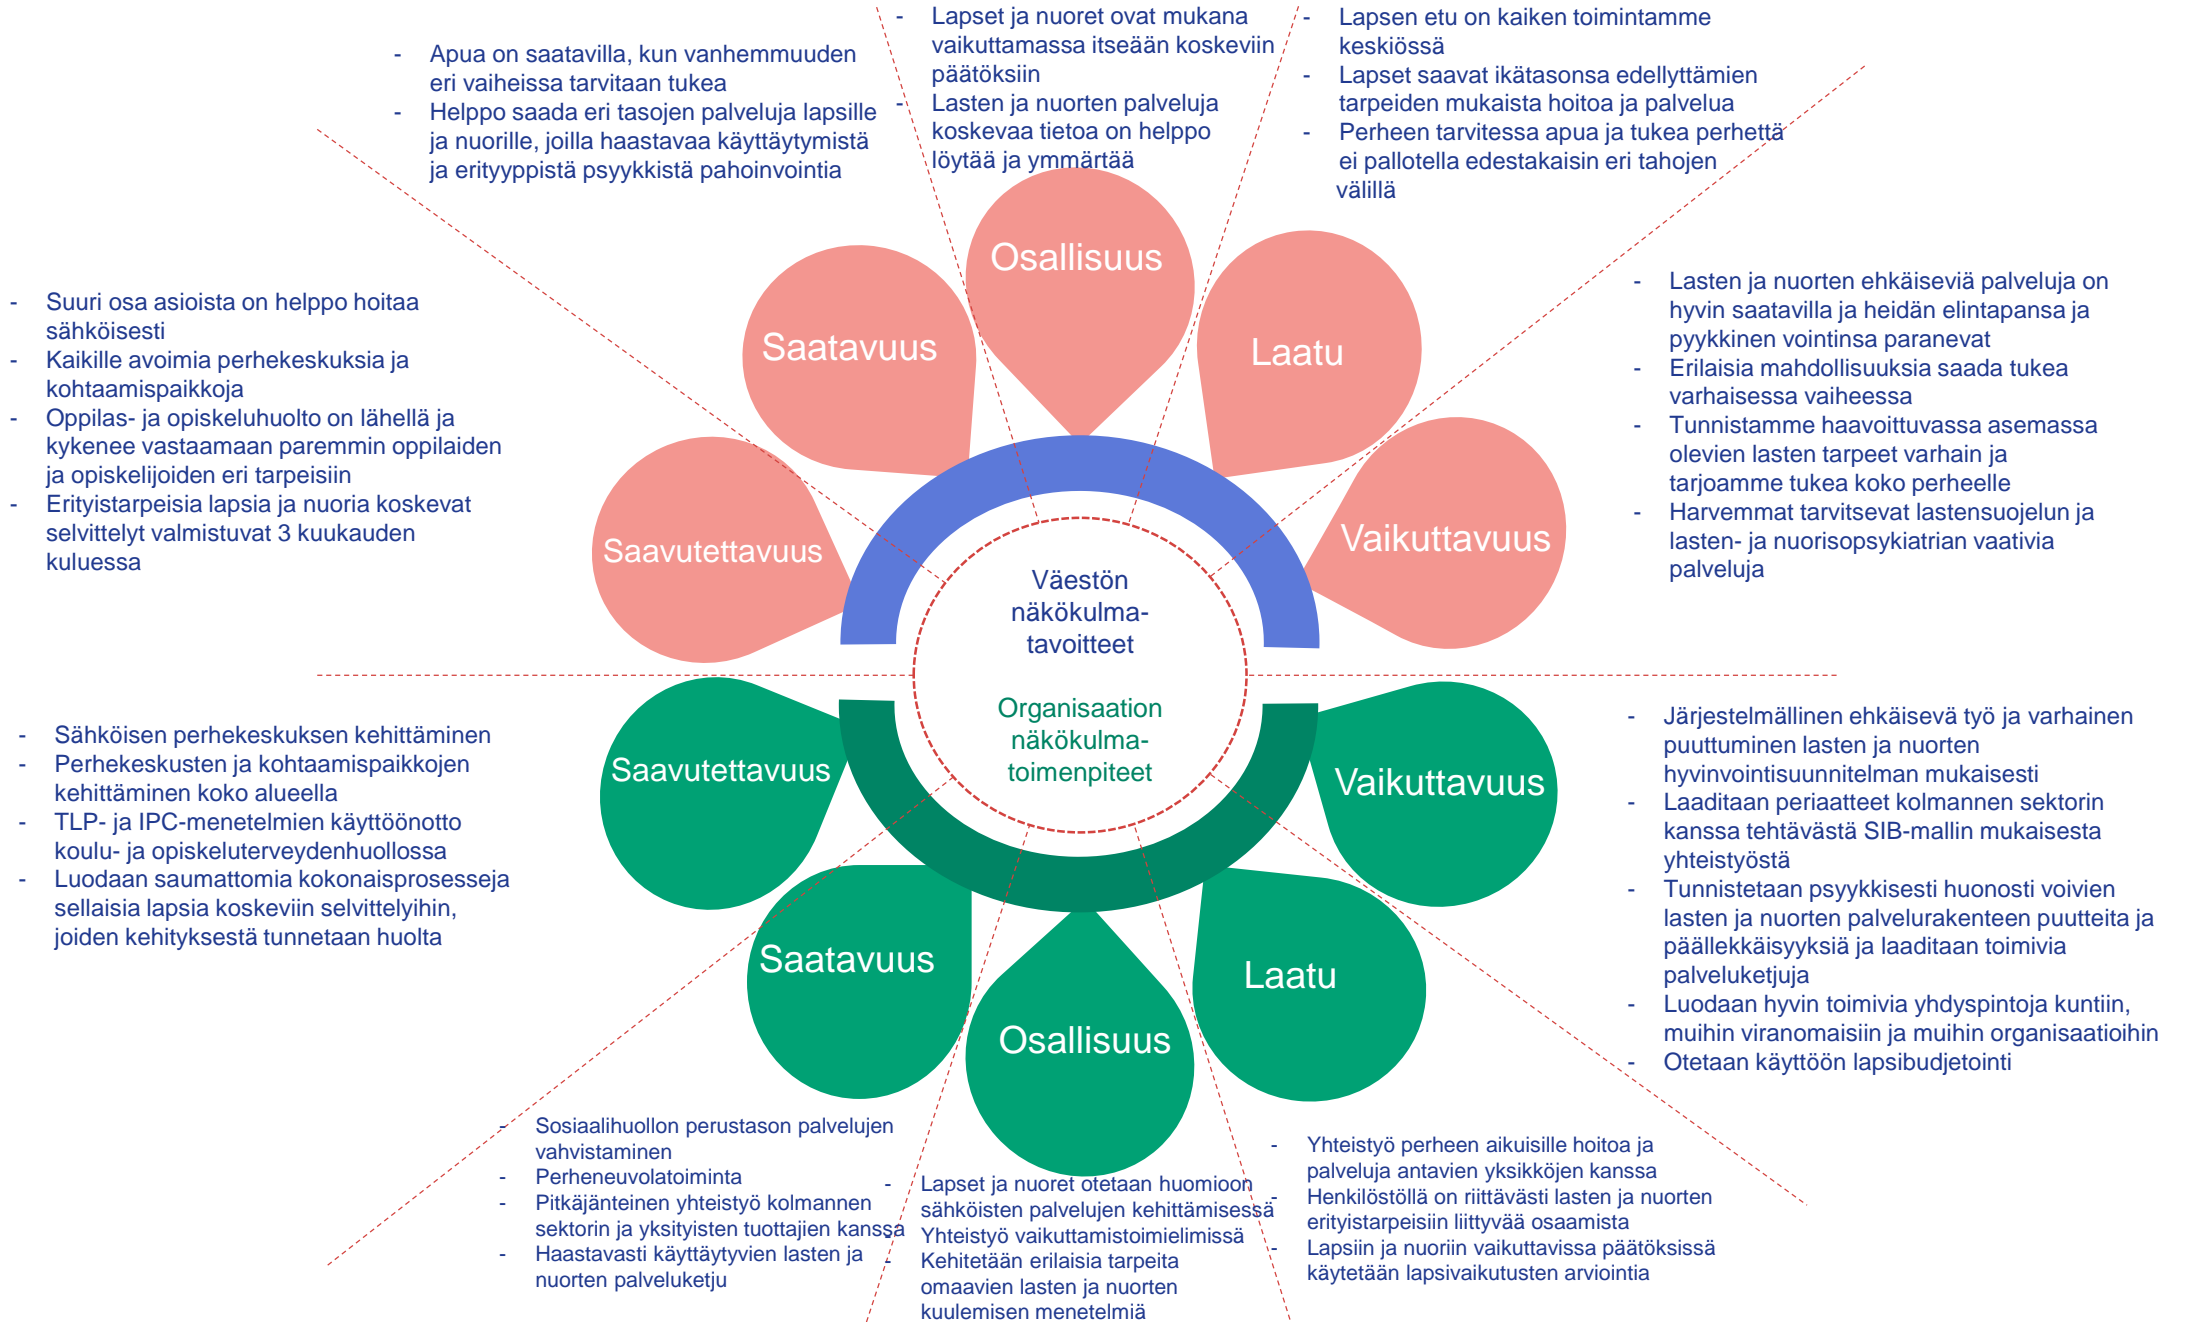 - Apua on saatavilla, kun vanhemmuuden
eri vaiheissa tarvitaan tukea
- Helppo saada eri tasojen palveluja lapsille
ja nuorille, joilla haastavaa käyttäytymistä
ja erityyppistä psyykkistä pahoinvointia
- Lapset ja nuoret ovat mukana
vaikuttamassa itseään koskeviin
päätöksiin
- Lasten ja nuorten palveluja
koskevaa tietoa on helppo
löytää ja ymmärtää
- Lapsen etu on kaiken toimintamme
keskiössä
- Lapset saavat ikätasonsa edellyttämien
tarpeiden mukaista hoitoa ja palvelua
- Perheen tarvitessa apua ja tukea perhettä
ei pallotella edestakaisin eri tahojen
välillä
- Suuri osa asioista on helppo hoitaa
sähköisesti
- Kaikille avoimia perhekeskuksia ja
kohtaamispaikkoja
- Oppilas- ja opiskeluhuolto on lähellä ja
kykenee vastaamaan paremmin oppilaiden
ja opiskelijoiden eri tarpeisiin
- Erityistarpeisia lapsia ja nuoria koskevat
selvittelyt valmistuvat 3 kuukauden
kuluessa
Osallisuus
Saatavuus
Laatu
Saavutettavuus
Vaikuttavuus
- Lasten ja nuorten ehkäiseviä palveluja on
hyvin saatavilla ja heidän elintapansa ja
pyykkinen vointinsa paranevat
- Erilaisia mahdollisuuksia saada tukea
varhaisessa vaiheessa
- Tunnistamme haavoittuvassa asemassa
olevien lasten tarpeet varhain ja
tarjoamme tukea koko perheelle
- Harvemmat tarvitsevat lastensuojelun ja
lasten- ja nuorisopsykiatrian vaativia
palveluja
Väestön
näkökulma-
tavoitteet
Organisaation
näkökulma-
toimenpiteet
- Sähköisen perhekeskuksen kehittäminen
- Perhekeskusten ja kohtaamispaikkojen
kehittäminen koko alueella
- TLP- ja IPC-menetelmien käyttöönotto
koulu- ja opiskeluterveydenhuollossa
- Luodaan saumattomia kokonaisprosesseja
sellaisia lapsia koskeviin selvittelyihin,
joiden kehityksestä tunnetaan huolta
Saavutettavuus
Vaikuttavuus
Saatavuus
Laatu
Osallisuus
- Järjestelmällinen ehkäisevä työ ja varhainen
puuttuminen lasten ja nuorten
hyvinvointisuunnitelman mukaisesti
- Laaditaan periaatteet kolmannen sektorin
kanssa tehtävästä SIB-mallin mukaisesta
yhteistyöstä
- Tunnistetaan psyykkisesti huonosti voivien
lasten ja nuorten palvelurakenteen puutteita ja
päällekkäisyyksiä ja laaditaan toimivia
palveluketjuja
- Luodaan hyvin toimivia yhdyspintoja kuntiin,
muihin viranomaisiin ja muihin organisaatioihin
- Otetaan käyttöön lapsibudjetointi
- Sosiaalihuollon perustason palvelujen
vahvistaminen
- Perheneuvolatoiminta
- Pitkäjänteinen yhteistyö kolmannen
sektorin ja yksityisten tuottajien kanssa
- Haastavasti käyttäytyvien lasten ja
nuorten palveluketju
- Lapset ja nuoret otetaan huomioon
sähköisten palvelujen kehittämisessä
- Yhteistyö vaikuttamistoimielimissä
- Kehitetään erilaisia tarpeita
omaavien lasten ja nuorten
kuulemisen menetelmiä
- Yhteistyö perheen aikuisille hoitoa ja
palveluja antavien yksikköjen kanssa
- Henkilöstöllä on riittävästi lasten ja nuorten
erityistarpeisiin liittyvää osaamista
- Lapsiin ja nuoriin vaikuttavissa päätöksissä
käytetään lapsivaikutusten arviointia